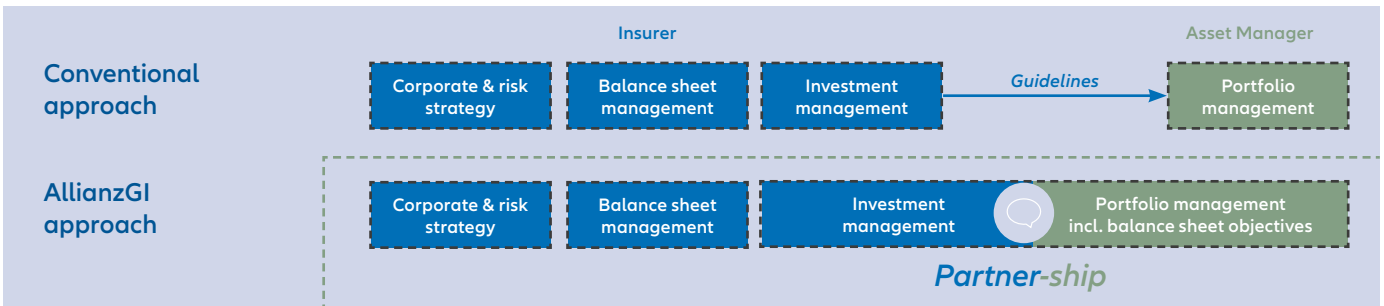 Insurer
Asset Manager
Conventional
approach
Corporate & risk
strategy
Balance sheet
management
Investment
management
Guidelines
Portfolio
management
AllianzGI
approach
Corporate & risk
strategy
Balance sheet
management
Investment
management
Portfolio management
incl. balance sheet objectives
Partner-ship